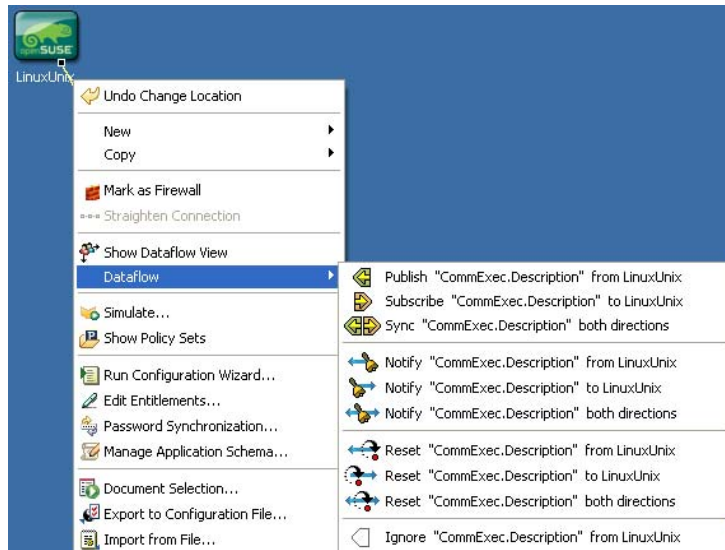 openSUSE
LinuxUnix
Undo Change Location
New
Copy
Mark as Firewall
Straighten Connection
Show Dataflow View
Dataflow
Publish "CommExec.Description" from LinuxUnix
Subscribe "CommExec.Description" to LinuxUnix
Sync "CommExec.Description" both directions
Simulate...
Show Policy Sets
Notify "CommExec.Description" from LinuxUnix
Notify "CommExec.Description" to LinuxUnix
Notify "CommExec.Description" both directions
Run Configuration Wizard...
Edit Entitlements...
Password Synchronization...
Manage Application Schema...
Reset "CommExec.Description" from LinuxUnix
Reset "CommExec.Description" to LinuxUnix
Reset "CommExec.Description" both directions
Document Selection...
Export to Configuration File...
Import from File...
Ignore "CommExec.Description" from LinuxUnix